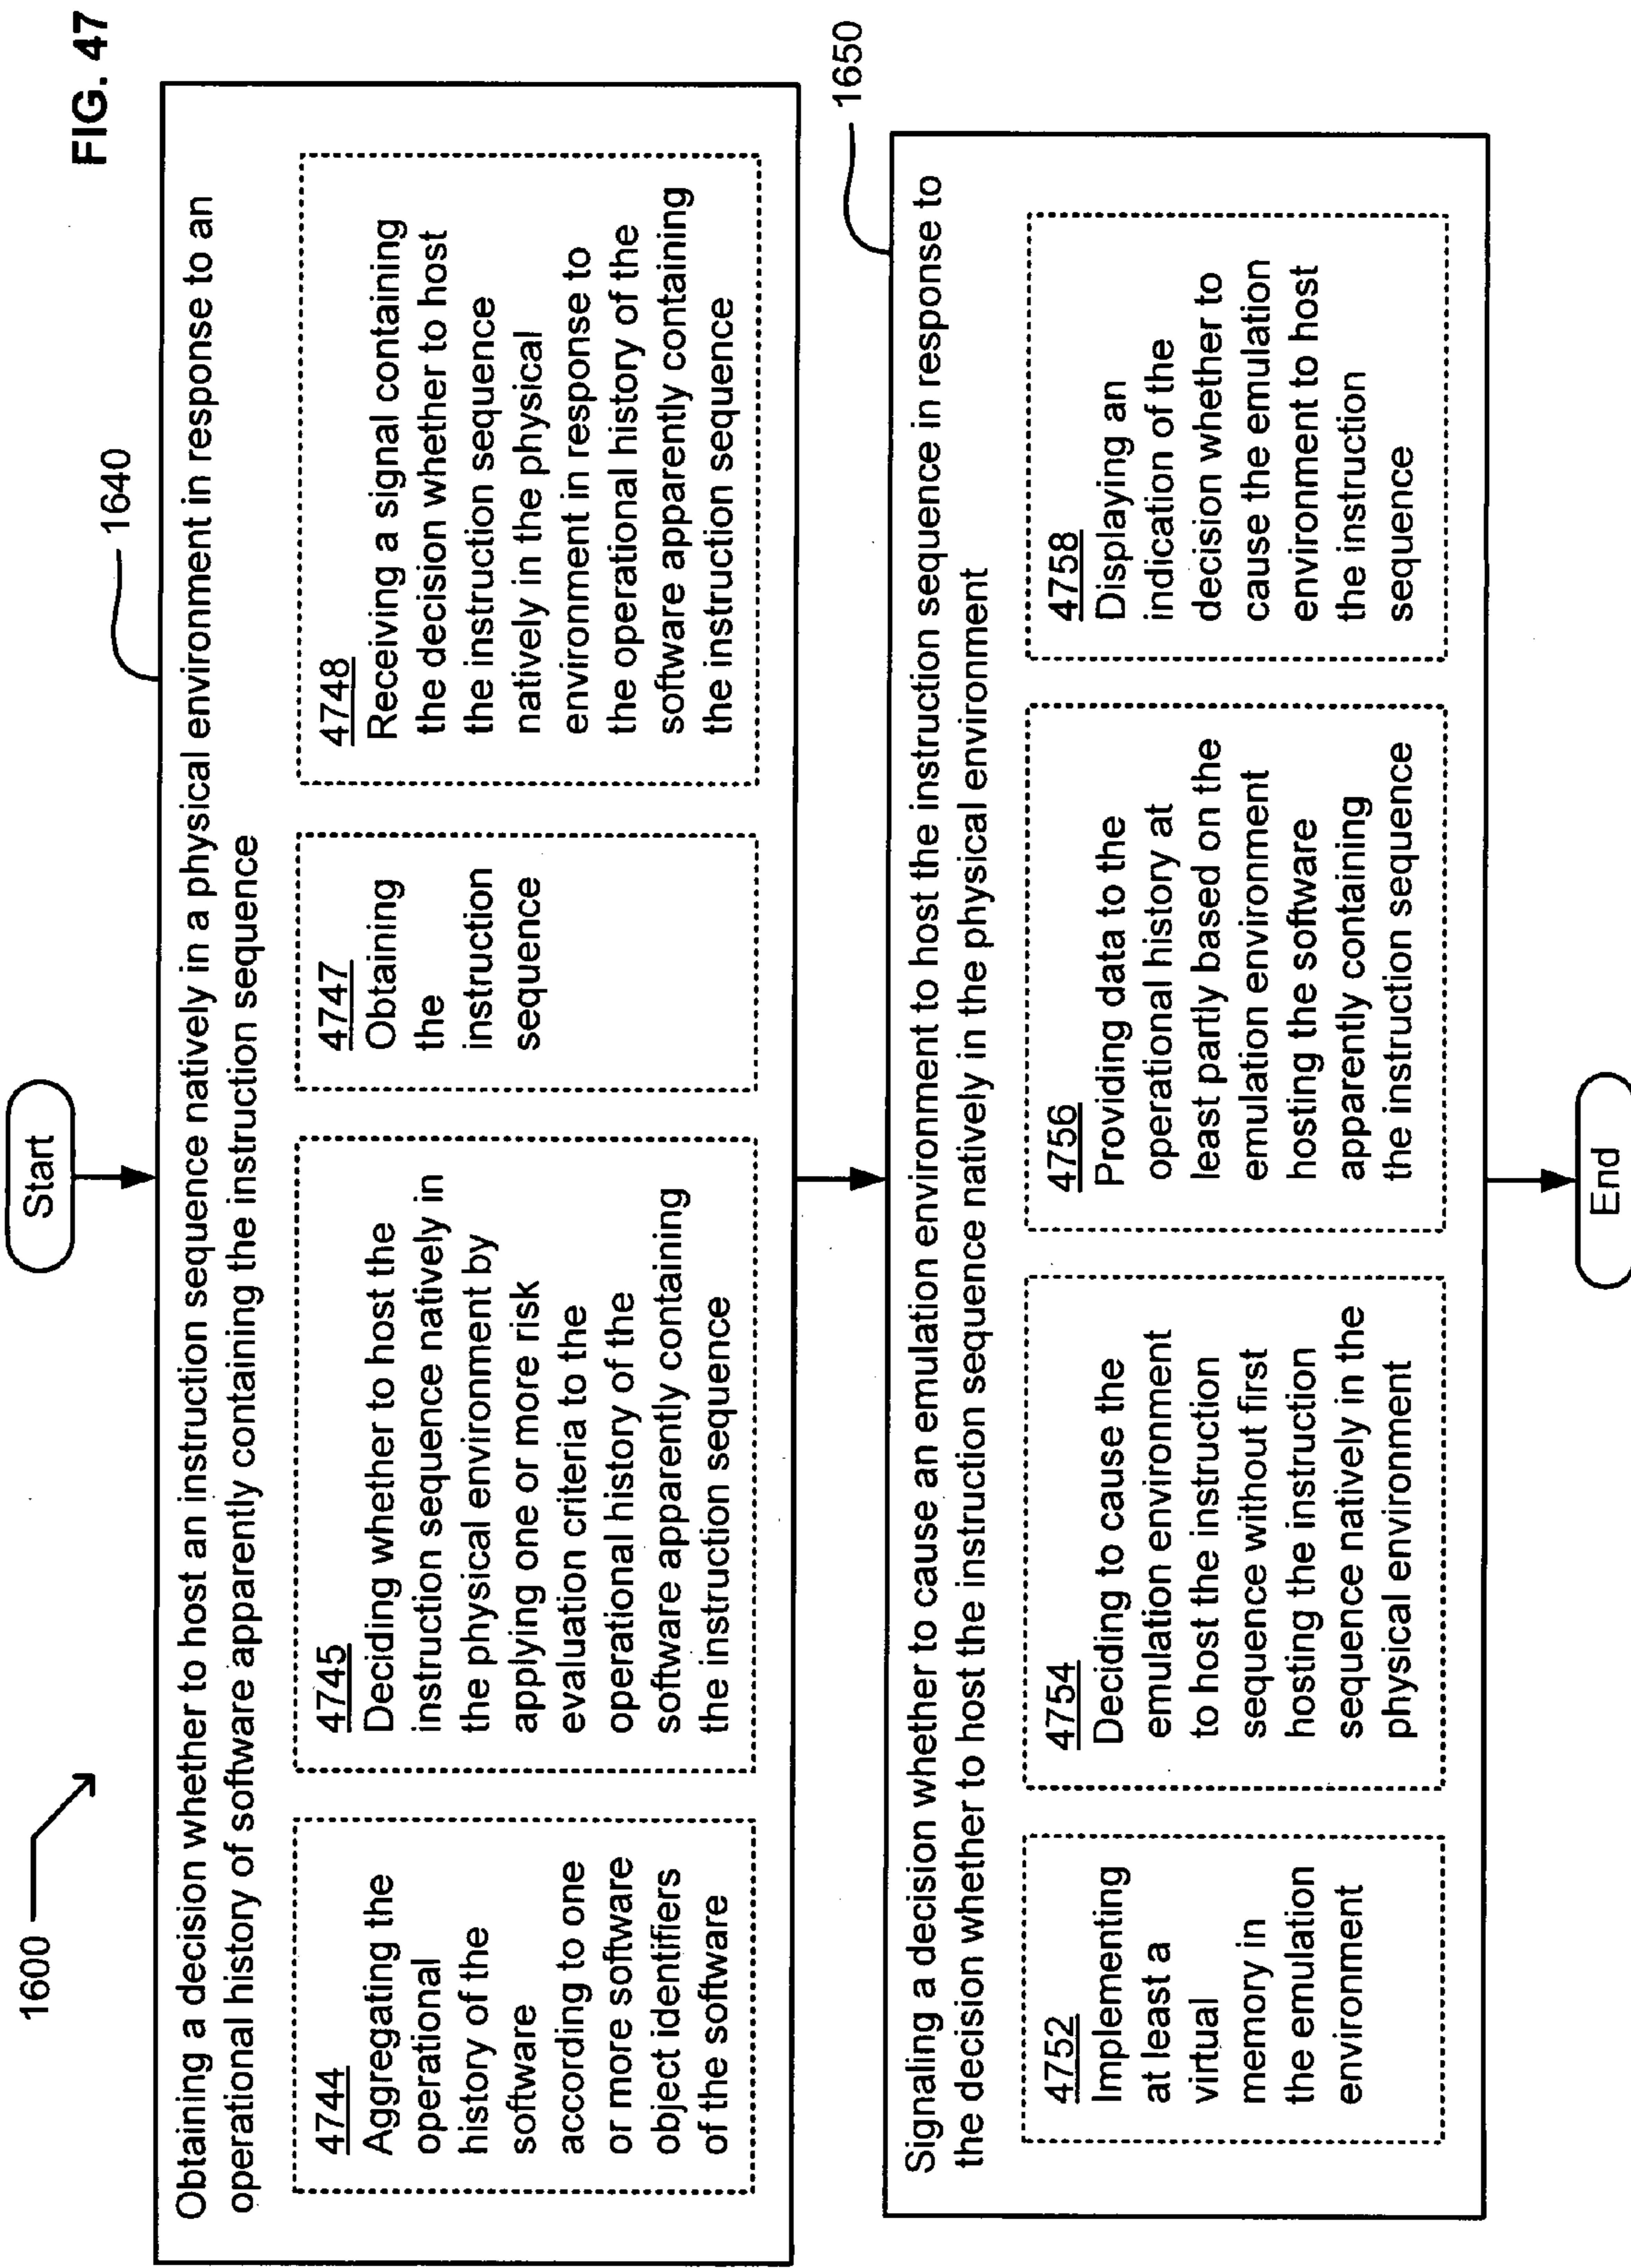 FIG. 47
1600
Start
1640
Obtaining a decision whether to host an instruction sequence natively in a physical environment in response to an
operational history of software apparently containing the instruction sequence
4744
Aggregating the
operational
history of the
software
according to one
or more software
object identifiers
of the software
4745
Deciding whether to host the
instruction sequence natively in
the physical environment by
applying one or more risk
evaluation criteria to the
operational history of the
software apparently containing
the instruction sequence
4747
Obtaining
the
instruction
sequence
4748
Receiving a signal containing
the decision whether to host
the instruction sequence
natively in the physical
environment in response to
the operational history of the
software apparently containing
the instruction sequence
1650
Signaling a decision whether to cause an emulation environment to host the instruction sequence in response to
the decision whether to host the instruction sequence natively in the physical environment
4752
Implementing
at least a
virtual
memory in
the emulation
environment
4754
Deciding to cause the
emulation environment
to host the instruction
sequence without first
hosting the instruction
sequence natively in the
physical environment
4756
Providing data to the
operational history at
least partly based on the
emulation environment
hosting the software
apparently containing
the instruction sequence
4758
Displaying an
indication of the
decision whether to
cause the emulation
environment to host
the instruction
sequence
End